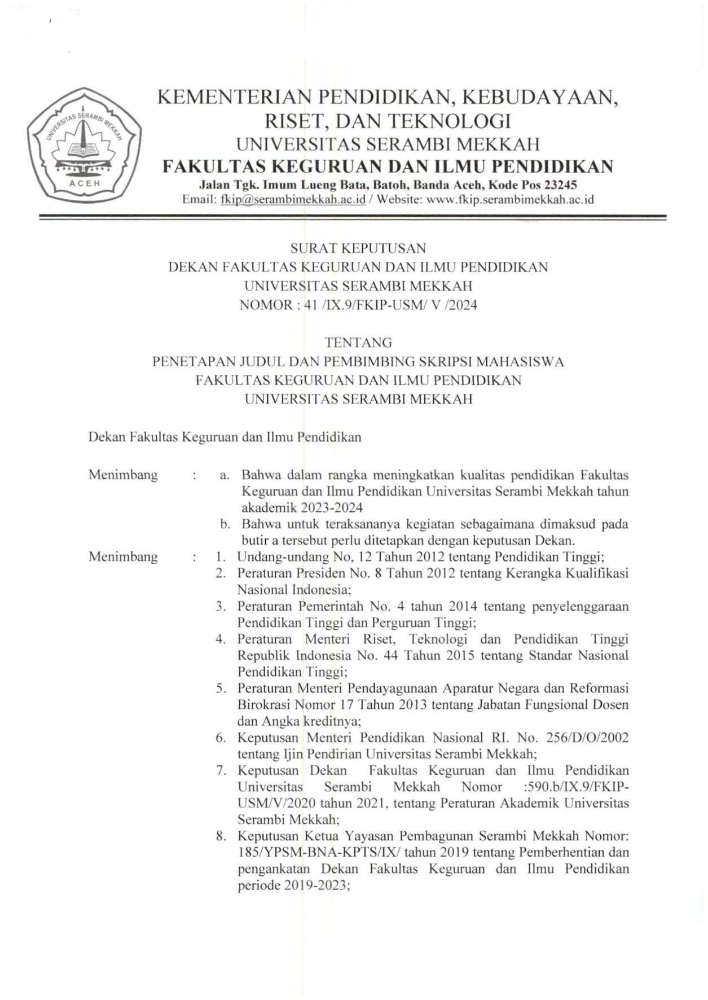 UNIVERSITAS SERAMBI MEKKAH
ACEH
KEMENTERIAN PENDIDIKAN, KEBUDAYAAN,
RISET, DAN TEKNOLOGI
UNIVERSITAS SERAMBI MEKKAH
FAKULTAS KEGURUAN DAN ILMU PENDIDIKAN
Jalan Tgk. Imum Lueng Bata, Batoh, Banda Aceh, Kode Pos 23245
Email: fkip@serambimekkah.ac.id / Website: www.fkip.serambimekkah.ac.id
SURAT KEPUTUSAN
DEKAN FAKULTAS KEGURUAN DAN ILMU PENDIDIKAN
UNIVERSITAS SERAMBI MEKKAH
NOMOR : 41 /IX.9/FKIP-USM/ V /2024
TENTANG
PENETAPAN JUDUL DAN PEMBIMBING SKRIPSI MAHASISWA
FAKULTAS KEGURUAN DAN ILMU PENDIDIKAN
UNIVERSITAS SERAMBI MEKKAH
Dekan Fakultas Keguruan dan Ilmu Pendidikan
Menimbang : a. Bahwa dalam rangka meningkatkan kualitas pendidikan Fakultas
Keguruan dan Ilmu Pendidikan Universitas Serambi Mekkah tahun
akademik 2023-2024
b. Bahwa untuk teraksananya kegiatan sebagaimana dimaksud pada
butir a tersebut perlu ditetapkan dengan keputusan Dekan.
Menimbang : 1. Undang-undang No, 12 Tahun 2012 tentang Pendidikan Tinggi;
2. Peraturan Presiden No. 8 Tahun 2012 tentang Kerangka Kualifikasi
Nasional Indonesia;
3. Peraturan Pemerintah No. 4 tahun 2014 tentang penyelenggaraan
Pendidikan Tinggi dan Perguruan Tinggi;
4. Peraturan Menteri Riset, Teknologi dan Pendidikan Tinggi
Republik Indonesia No. 44 Tahun 2015 tentang Standar Nasional
Pendidikan Tinggi;
5. Peraturan Menteri Pendayagunaan Aparatur Negara dan Reformasi
Birokrasi Nomor 17 Tahun 2013 tentang Jabatan Fungsional Dosen
dan Angka kreditnya;
6. Keputusan Menteri Pendidikan Nasional RI. No. 256/D/O/2002
tentang Ijin Pendirian Universitas Serambi Mekkah;
7. Keputusan Dekan Fakultas Keguruan dan Ilmu Pendidikan
Universitas Serambi Mekkah Nomor :590.b/IX.9/FKIP-
USM/V/2020 tahun 2021, tentang Peraturan Akademik Universitas
Serambi Mekkah;
8. Keputusan Ketua Yayasan Pembagunan Serambi Mekkah Nomor:
185/YPSM-BNA-KPTS/IX/ tahun 2019 tentang Pemberhentian dan
pengankatan Dekan Fakultas Keguruan dan Ilmu Pendidikan
periode 2019-2023;